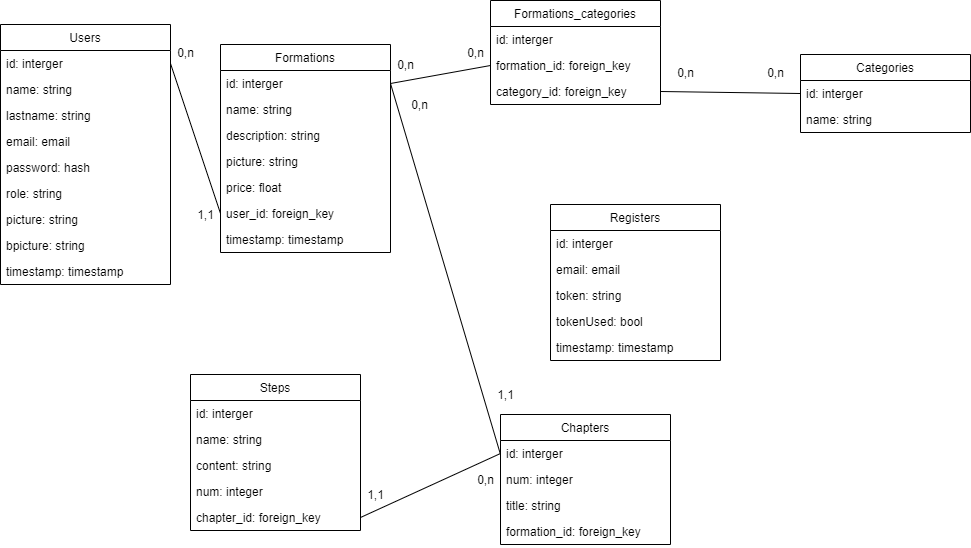 Users
id: interger
name: string
lastname: string
email: email
password: hash
role: string
picture: string
bpicture: string
timestamp: timestamp
0,n
1,1
Formations
id: interger
name: string
description: string
picture: string
price: float
user_id: foreign_key
timestamp: timestamp
0,n
0,n
0,n
Formations_categories
id: interger
formation_id: foreign_key
category_id: foreign_key
0,n
0,n
Categories
id: interger
name: string
Registers
id: interger
email: email
token: string
tokenUsed: bool
timestamp: timestamp
Steps
id: interger
name: string
content: string
num: integer
chapter_id: foreign_key
1,1
0,n
1,1
Chapters
id: interger
num: integer
title: string
formation_id: foreign_key